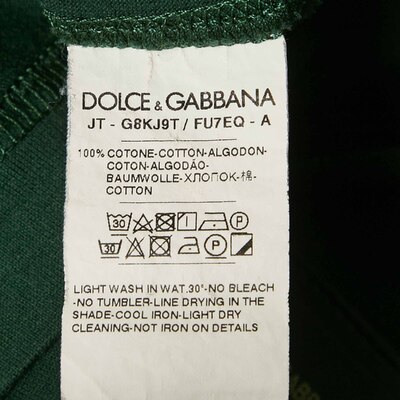 DOLCE & GABBANA
JT - G8KJ9T / FU7EQ - A
100% COTONE-COTTON-ALGODON-
COTON-ALGODÃO-
BAUMWOLLE-ХЛОПОК-棉-
COTTON
30 P
30 P
LIGHT WASH IN WAT.30°-NO BLEACH
-NO TUMBLER-LINE DRYING IN THE
SHADE-COOL IRON-LIGHT DRY
CLEANING-NOT IRON ON DETAILS